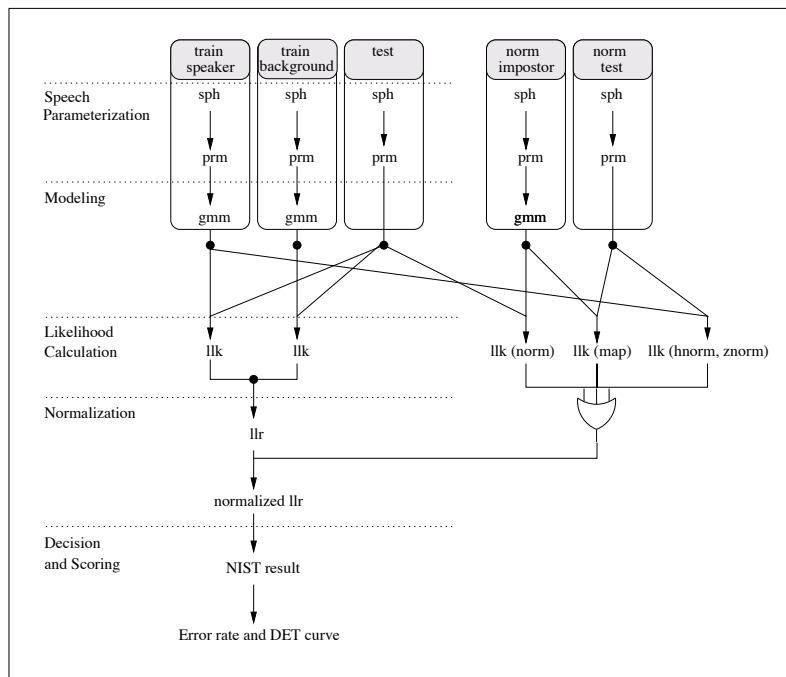 train speaker
train background
test
norm impostor
norm test
Speech Parameterization
sph sph sph sph sph
prm prm prm prm prm
Modeling
gmm gmm gmm
Likelihood Calculation
llk llk llk (norm) llk (map) llk (hnorm, znorm)
Normalization
llr
normalized llr
Decision and Scoring
NIST result
Error rate and DET curve